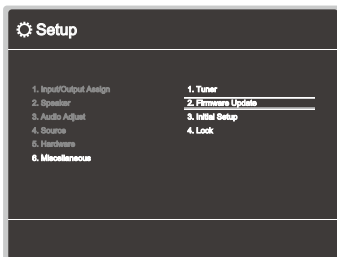 Setup
1. Input/Output Assign
2. Speaker
3. Audio Adjust
4. Source
5. Hardware
6. Miscellaneous
1. Tuner
2. Firmware Update
3. Initial Setup
4. Lock